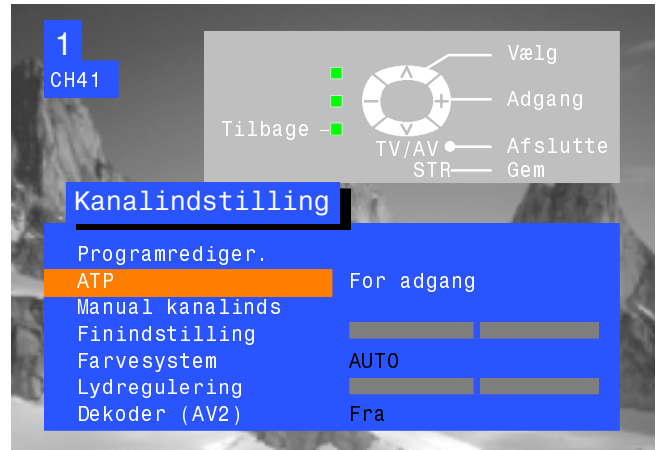 1
CH41
Vælg
Adgang
Tilbage
TV/AV Afslutte
STR Gem
Kanalindstilling
Programrediger.
ATP For adgang
Manual kanalinds
Finindstilling
Farvesystem AUTO
Lydregulering
Dekoder (AV2) Fra